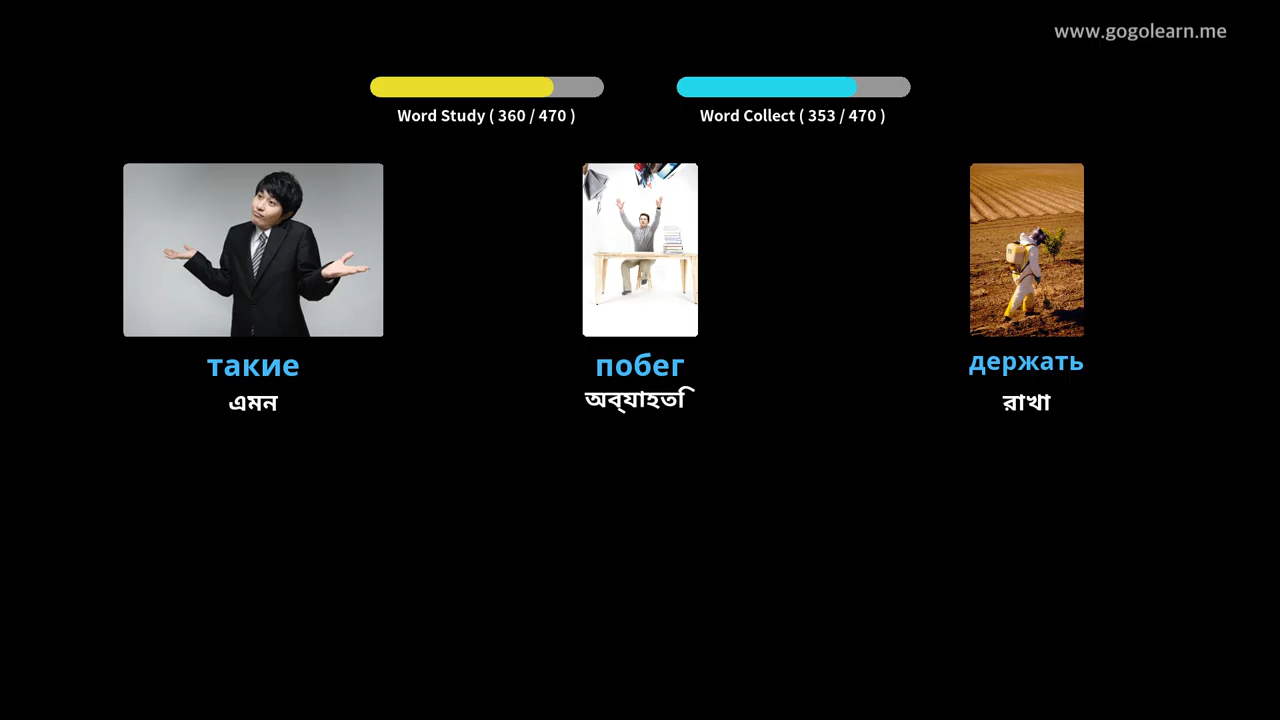 www.gogolearn.me
Word Study ( 360 / 470 )
Word Collect ( 353 / 470 )
такие
এমন
побег
অব্যাহতি
держать
রাখা